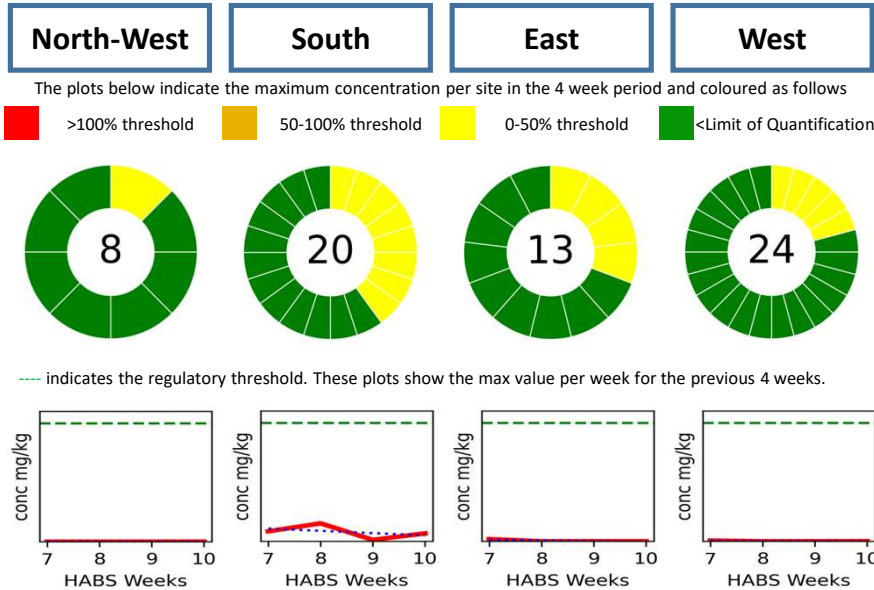 North-West South East West
The plots below indicate the maximum concentration per site in the 4 week period and coloured as follows
>100% threshold 50-100% threshold 0-50% threshold <Limit of Quantification
8 20 13 24
---- indicates the regulatory threshold. These plots show the max value per week for the previous 4 weeks.
conc mg/kg conc mg/kg conc mg/kg conc mg/kg
7 8 9 10 7 8 9 10 7 8 9 10 7 8 9 10
HABS Weeks HABS Weeks HABS Weeks HABS Weeks